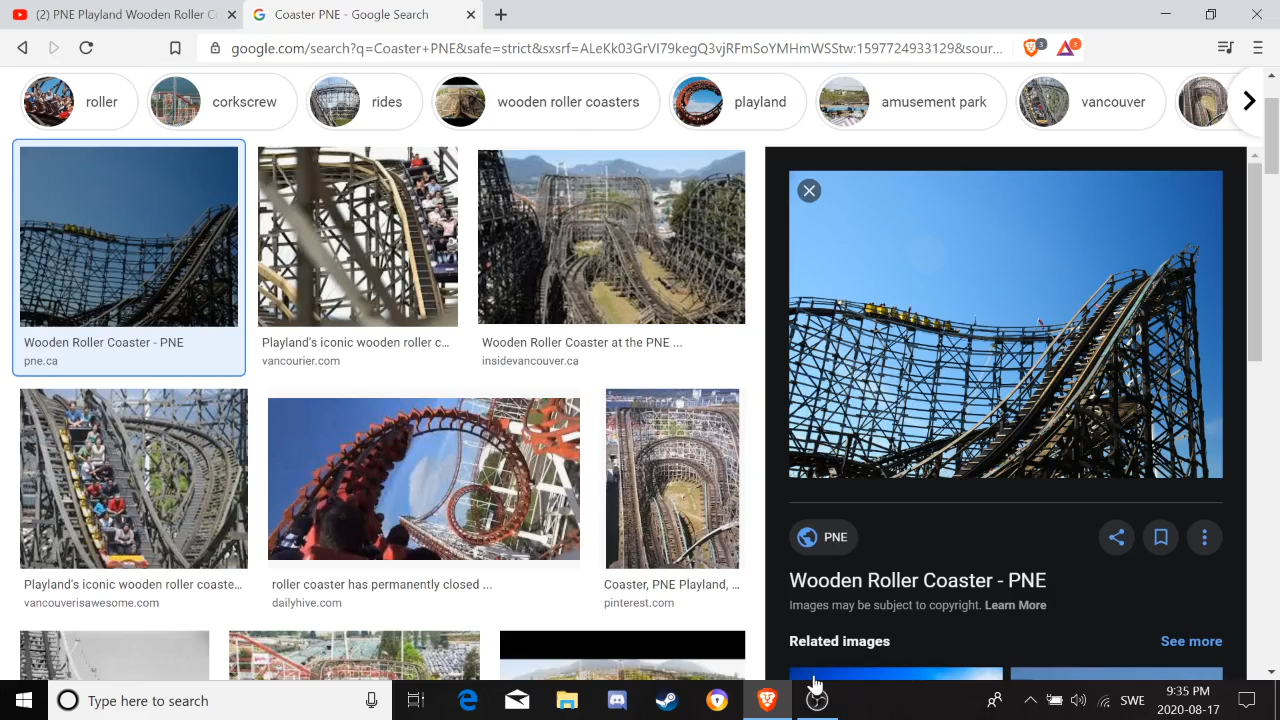 (2) PNE Playland Wooden Roller Co
Coaster PNE - Google Search
google.com/search?q=Coaster+PNE&safe=strict&sxsrf=ALeKk03GrVI79kegQ3vjRFmSoYMHmWSStw:1597724933129&sour...
3
3
roller
corkscrew
rides
wooden roller coasters
playland
amusement park
vancouver
Wooden Roller Coaster - PNE
pne.ca
Playland's iconic wooden roller c...
vancourier.com
Wooden Roller Coaster at the PNE ...
insidevancouver.ca
Playland's iconic wooden roller coaste...
vancouverisawesome.com
roller coaster has permanently closed ...
dailyhive.com
Coaster, PNE Playland, ...
pinterest.com
PNE
Wooden Roller Coaster - PNE
Images may be subject to copyright. Learn More
Related images
See more
Type here to search
SWE
9:35 PM
2020-08-17